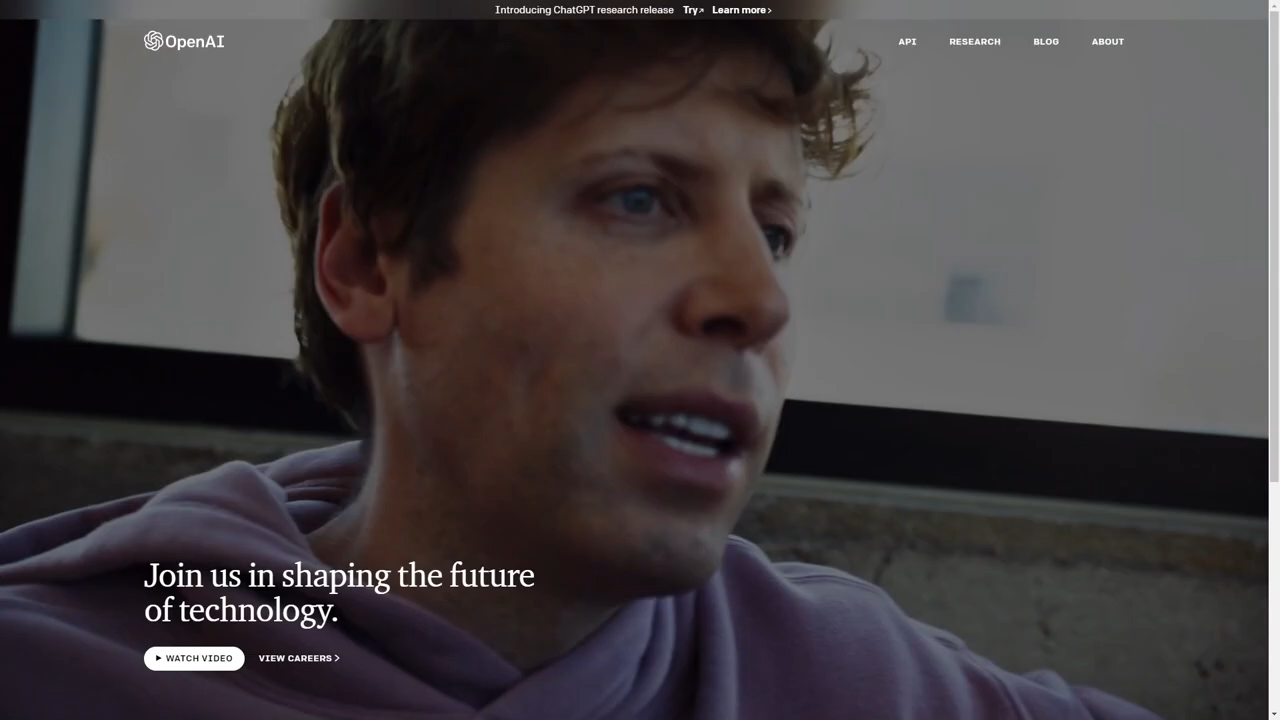 Introducing ChatGPT research release Try↗ Learn more ›
OpenAI API RESEARCH BLOG ABOUT
Join us in shaping the future
of technology.
WATCH VIDEO VIEW CAREERS ›